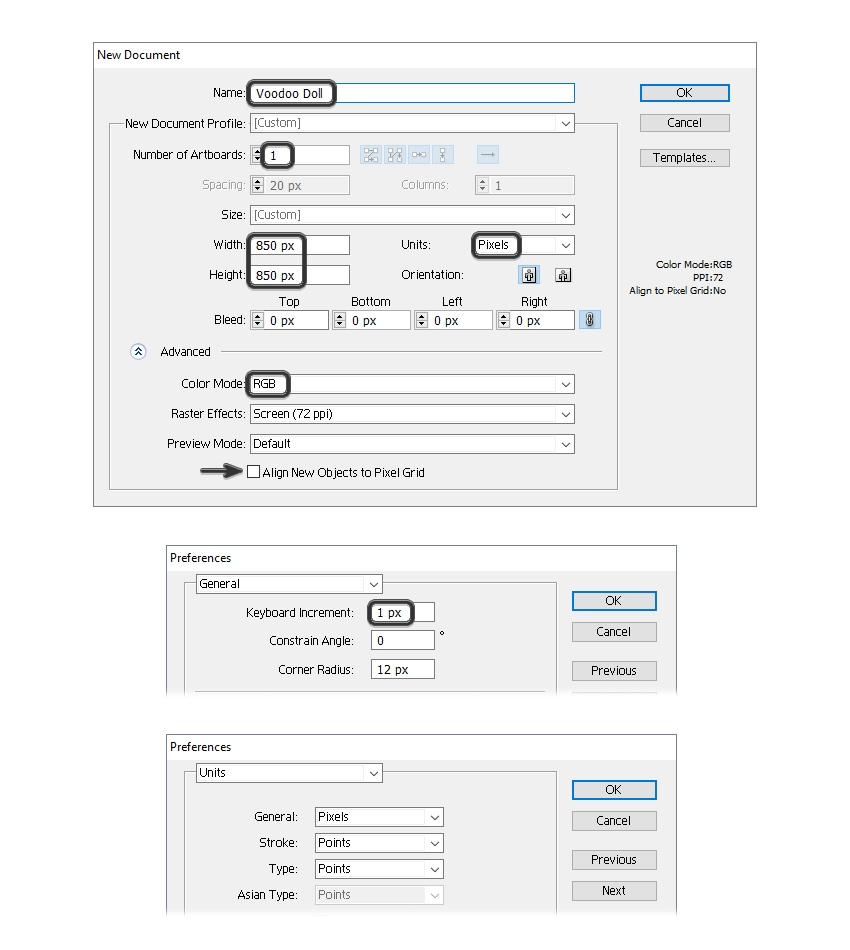 New Document
Name: Voodoo Doll
OK
New Document Profile: [Custom]
Cancel
Number of Artboards: 1
Templates...
Spacing: 20 px Columns: 1
Size: [Custom]
Width: 850 px Units: Pixels
Height: 850 px Orientation:
Color Mode:RGB
PPI:72
Align to Pixel Grid:No
Top Bottom Left Right
Bleed: 0 px 0 px 0 px 0 px
Advanced
Color Mode: RGB
Raster Effects: Screen (72 ppi)
Preview Mode: Default
Align New Objects to Pixel Grid
Preferences
General
OK
Keyboard Increment: 1 px
Cancel
Constrain Angle: 0 °
Corner Radius: 12 px
Previous
Preferences
Units
OK
General: Pixels
Cancel
Stroke: Points
Previous
Type: Points
Next
Asian Type: Points